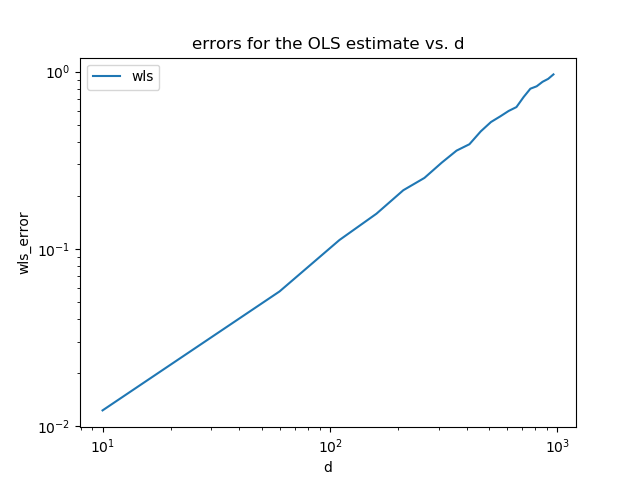 errors for the OLS estimate vs. d
wls
10⁰
10⁻¹
10⁻²
wls_error
10¹
10²
10³
d